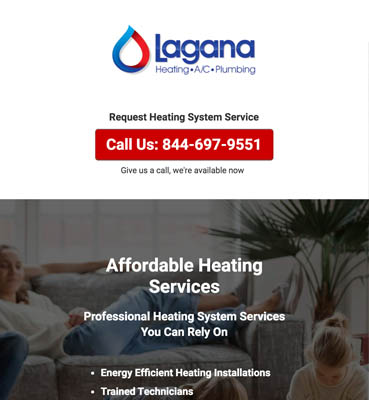 Lagana
Heating•A/C•Plumbing
Request Heating System Service
Call Us: 844-697-9551
Give us a call, we're available now
Affordable Heating
Services
Professional Heating System Services
You Can Rely On
• Energy Efficient Heating Installations
• Trained Technicians